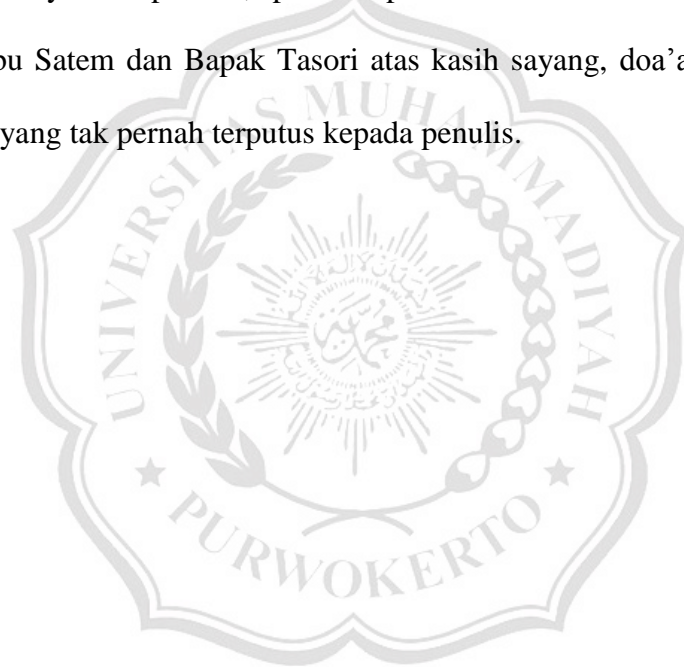 Satem dan Bapak Tasori atas kasih sayang, doa’a
yang tak pernah terputus kepada penulis.
UNIVERSITAS MUHAMMADIYAH
PURWOKERTO